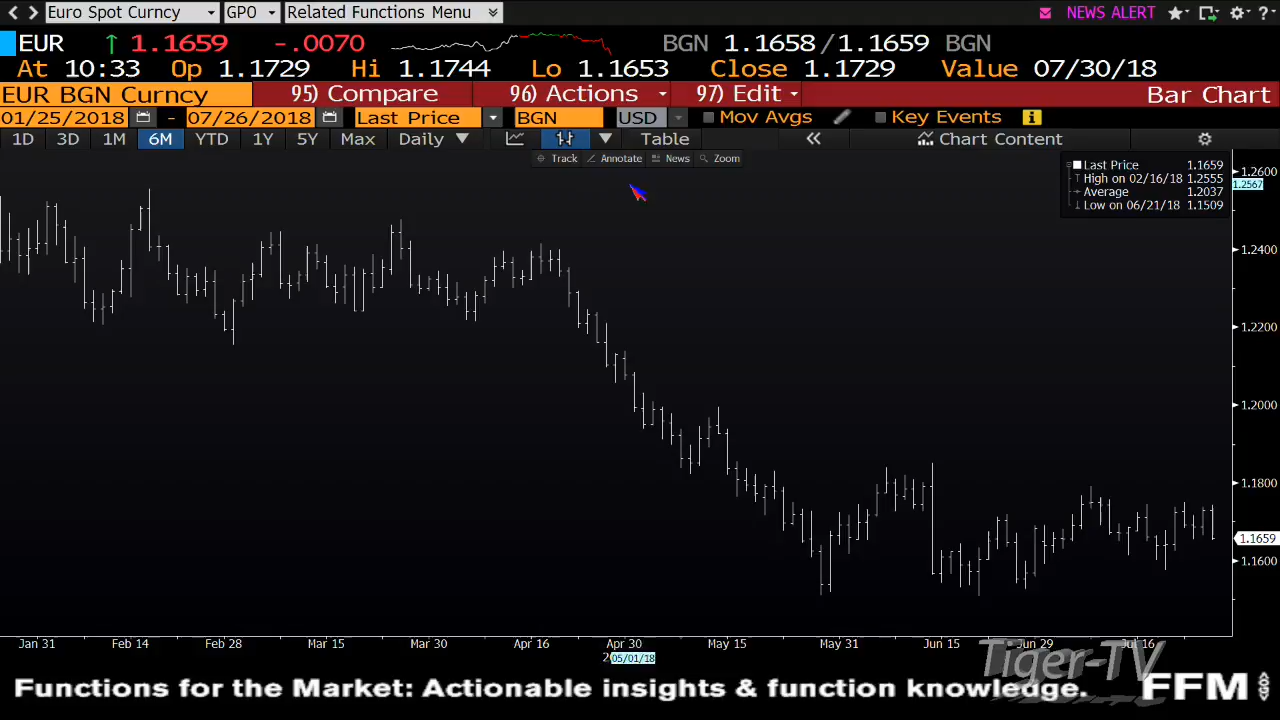 Euro Spot Curncy GPO Related Functions Menu NEWS ALERT ?
EUR ↑ 1.1659 -.0070 BGN 1.1658/1.1659 BGN
At 10:33 Op 1.1729 Hi 1.1744 Lo 1.1653 Close 1.1729 Value 07/30/18
EUR BGN Curncy 95) Compare 96) Actions 97) Edit Bar Chart
01/25/2018 - 07/26/2018 Last Price BGN USD Mov Avgs Key Events i
1D 3D 1M 6M YTD 1Y 5Y Max Daily Table « Chart Content
Track Annotate News Zoom
Last Price 1.1659
High on 02/16/18 1.2555
Average 1.2037
Low on 06/21/18 1.1509
1.2600
1.2567
1.2400
1.2200
1.2000
1.1800
1.1659
1.1600
Jan 31 Feb 14 Feb 28 Mar 15 Mar 30 Apr 16 Apr 30 May 15 May 31 Jun 15 Jun 29 Jul 16
05/01/18
Tiger-TV
Functions for the Market: Actionable insights & function knowledge. FFM